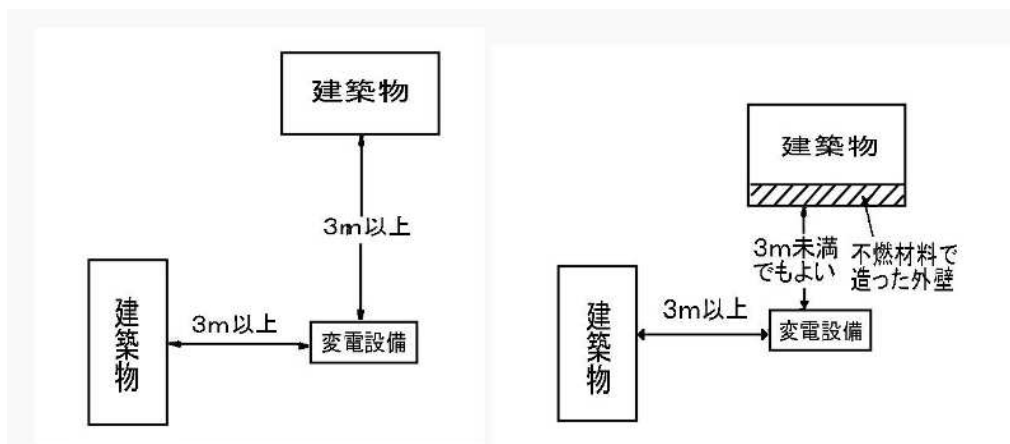 建築物
3m以上
建築物
3m以上
変電設備
建築物
3m未満
でもよい
不燃材料で
造った外壁
建築物
3m以上
変電設備